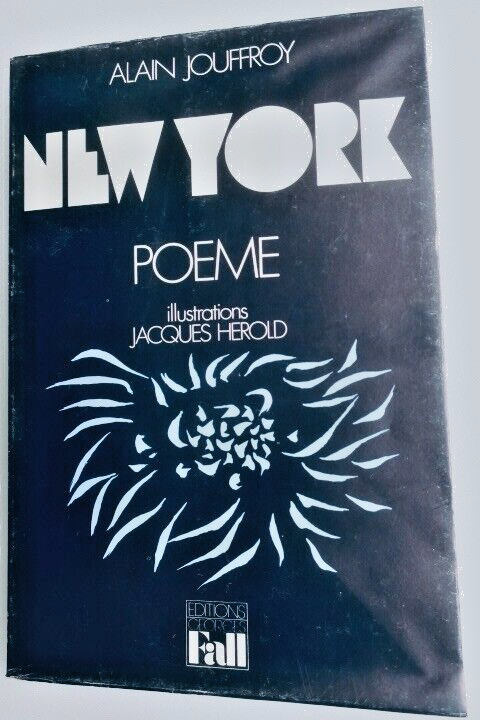 ALAIN JOUFFROY
NEW YORK
POEME
illustrations
JACQUES HEROLD
EDITIONS
GEORGES
Fall